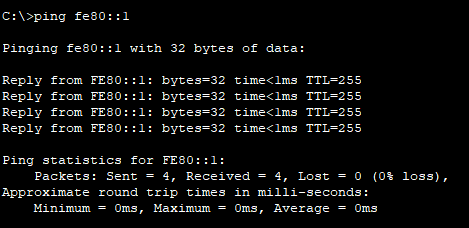 C:\>ping fe80::1
Pinging fe80::1 with 32 bytes of data:
Reply from FE80::1: bytes=32 time<1ms TTL=255
Reply from FE80::1: bytes=32 time<1ms TTL=255
Reply from FE80::1: bytes=32 time<1ms TTL=255
Reply from FE80::1: bytes=32 time<1ms TTL=255
Ping statistics for FE80::1:
Packets: Sent = 4, Received = 4, Lost = 0 (0% loss),
Approximate round trip times in milli-seconds:
Minimum = 0ms, Maximum = 0ms, Average = 0ms